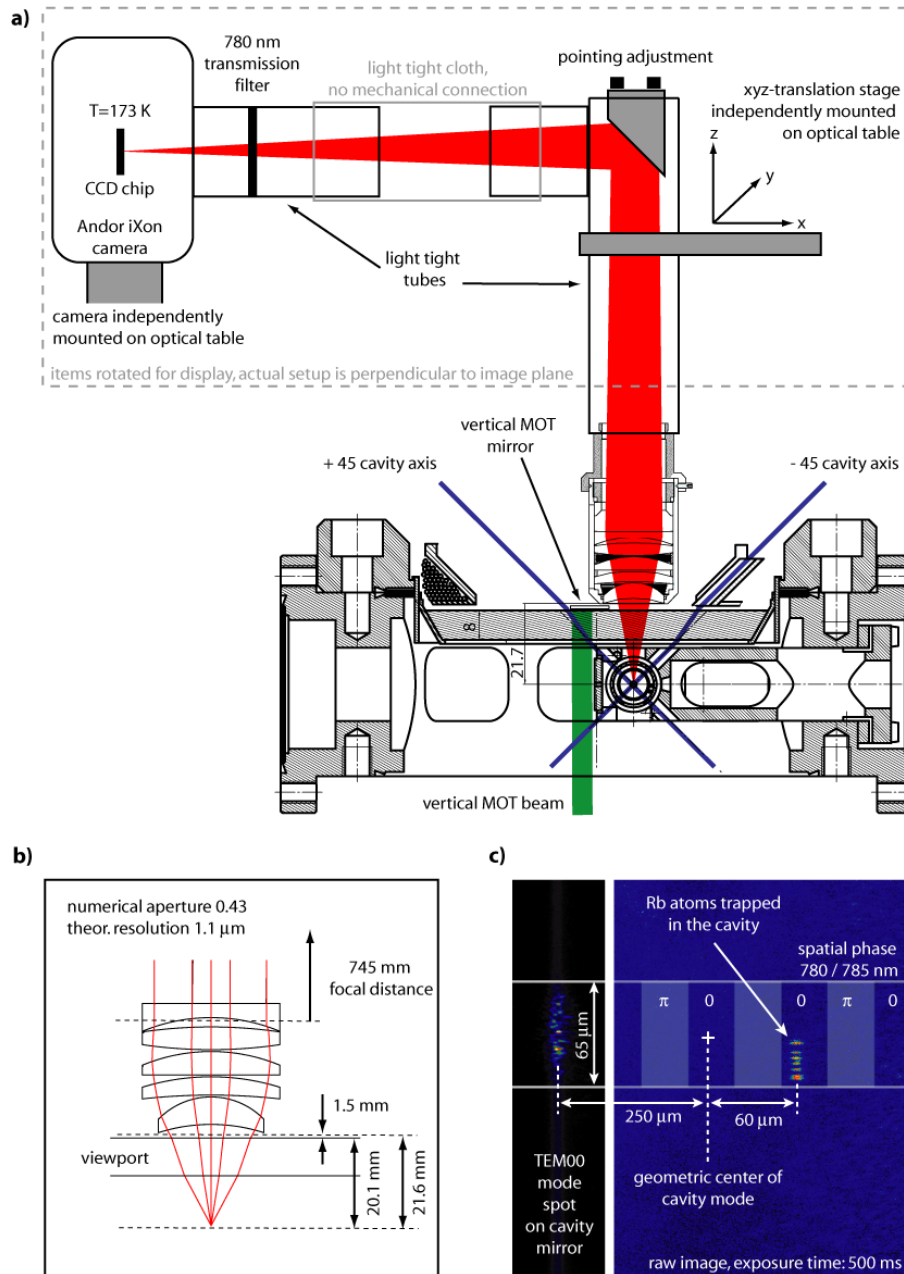 a)
780 nm
transmission
filter
T=173 K
CCD chip
Andor iXon
camera
camera independently
mounted on optical table
light tight cloth,
no mechanical connection
light tight
tubes
pointing adjustment
xyz-translation stage
independently mounted
on optical table
z
y
x
items rotated for display, actual setup is perpendicular to image plane
vertical MOT
mirror
+ 45 cavity axis
- 45 cavity axis
8
21.7
vertical MOT beam
b)
numerical aperture 0.43
theor. resolution 1.1 μm
745 mm
focal distance
1.5 mm
viewport
20.1 mm
21.6 mm
c)
Rb atoms trapped
in the cavity
spatial phase
780 / 785 nm
π 0 0 π 0
65 μm
250 μm
60 μm
TEM00
mode
spot
on cavity
mirror
geometric center of
cavity mode
raw image, exposure time: 500 ms